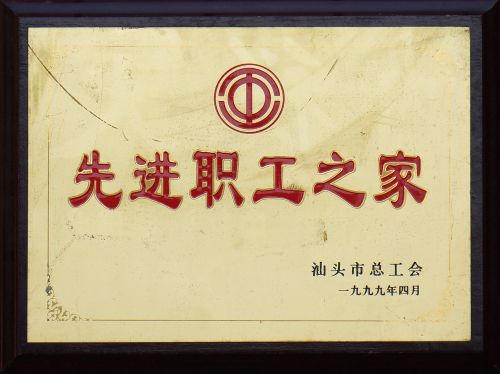 先进职工之家
汕头市总工会
一九九九年四月